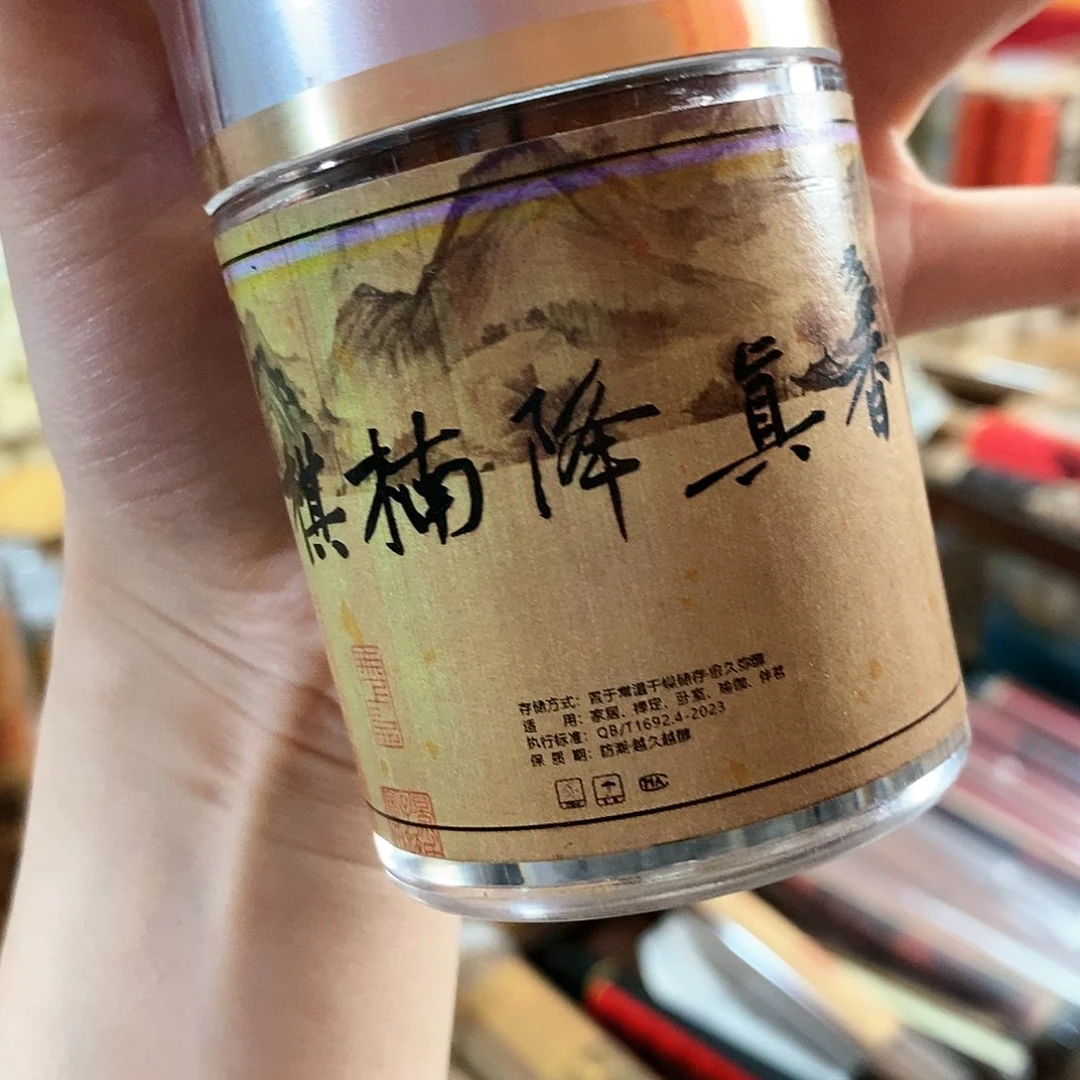 棋楠降真香
存储方式：置于常温干燥储存愈久弥醇
适 用：家居、禅定、卧室、瑜伽、伴茗
执行标准：QB/T1692.4-2023
保 质 期：防潮·越久越醇